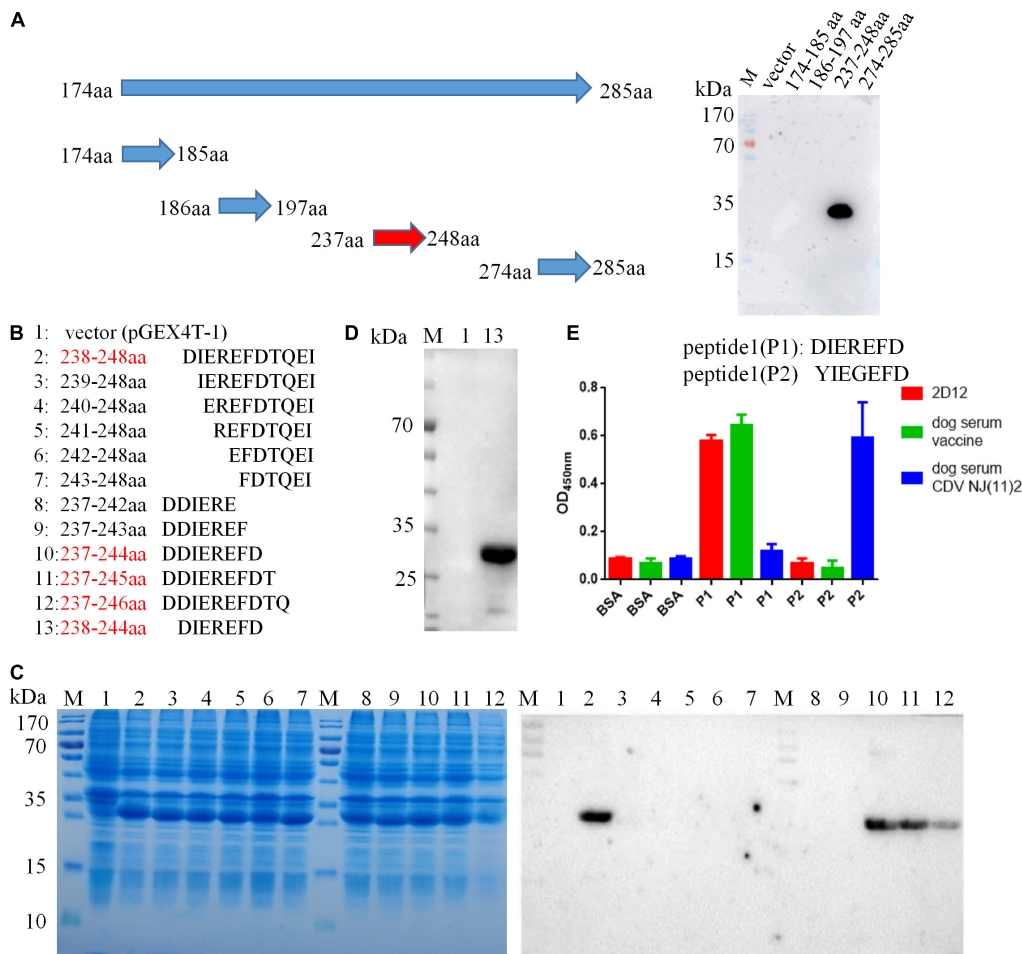 A
174aa
285aa
174aa
185aa
186aa
197aa
237aa
248aa
274aa
285aa
kDa
M
vector
174-185 aa
186-197 aa
237-248aa
274-285aa
170
70
35
15
B
1: vector (pGEX4T-1)
2: 238-248aa DIEREFDTQEI
3: 239-248aa IEREFDTQEI
4: 240-248aa EREFDTQEI
5: 241-248aa REFDTQEI
6: 242-248aa EFDTQEI
7: 243-248aa FDTQEI
8: 237-242aa DDIERE
9: 237-243aa DDIEREF
10: 237-244aa DDIEREFD
11: 237-245aa DDIEREFDT
12: 237-246aa DDIEREFDTQ
13: 238-244aa DIEREFD
D
kDa M 1 13
70
35
25
E
peptide1(P1): DIEREFD
peptide1(P2) YIEGEFD
OD450nm
0.8
0.6
0.4
0.2
0.0
BSA BSA BSA P1 P1 P1 P2 P2 P2
2D12
dog serum
vaccine
dog serum
CDV NJ(11)2
C
kDa M 1 2 3 4 5 6 7 M 8 9 10 11 12
170
70
35
15
10
M 1 2 3 4 5 6 7 M 8 9 10 11 12